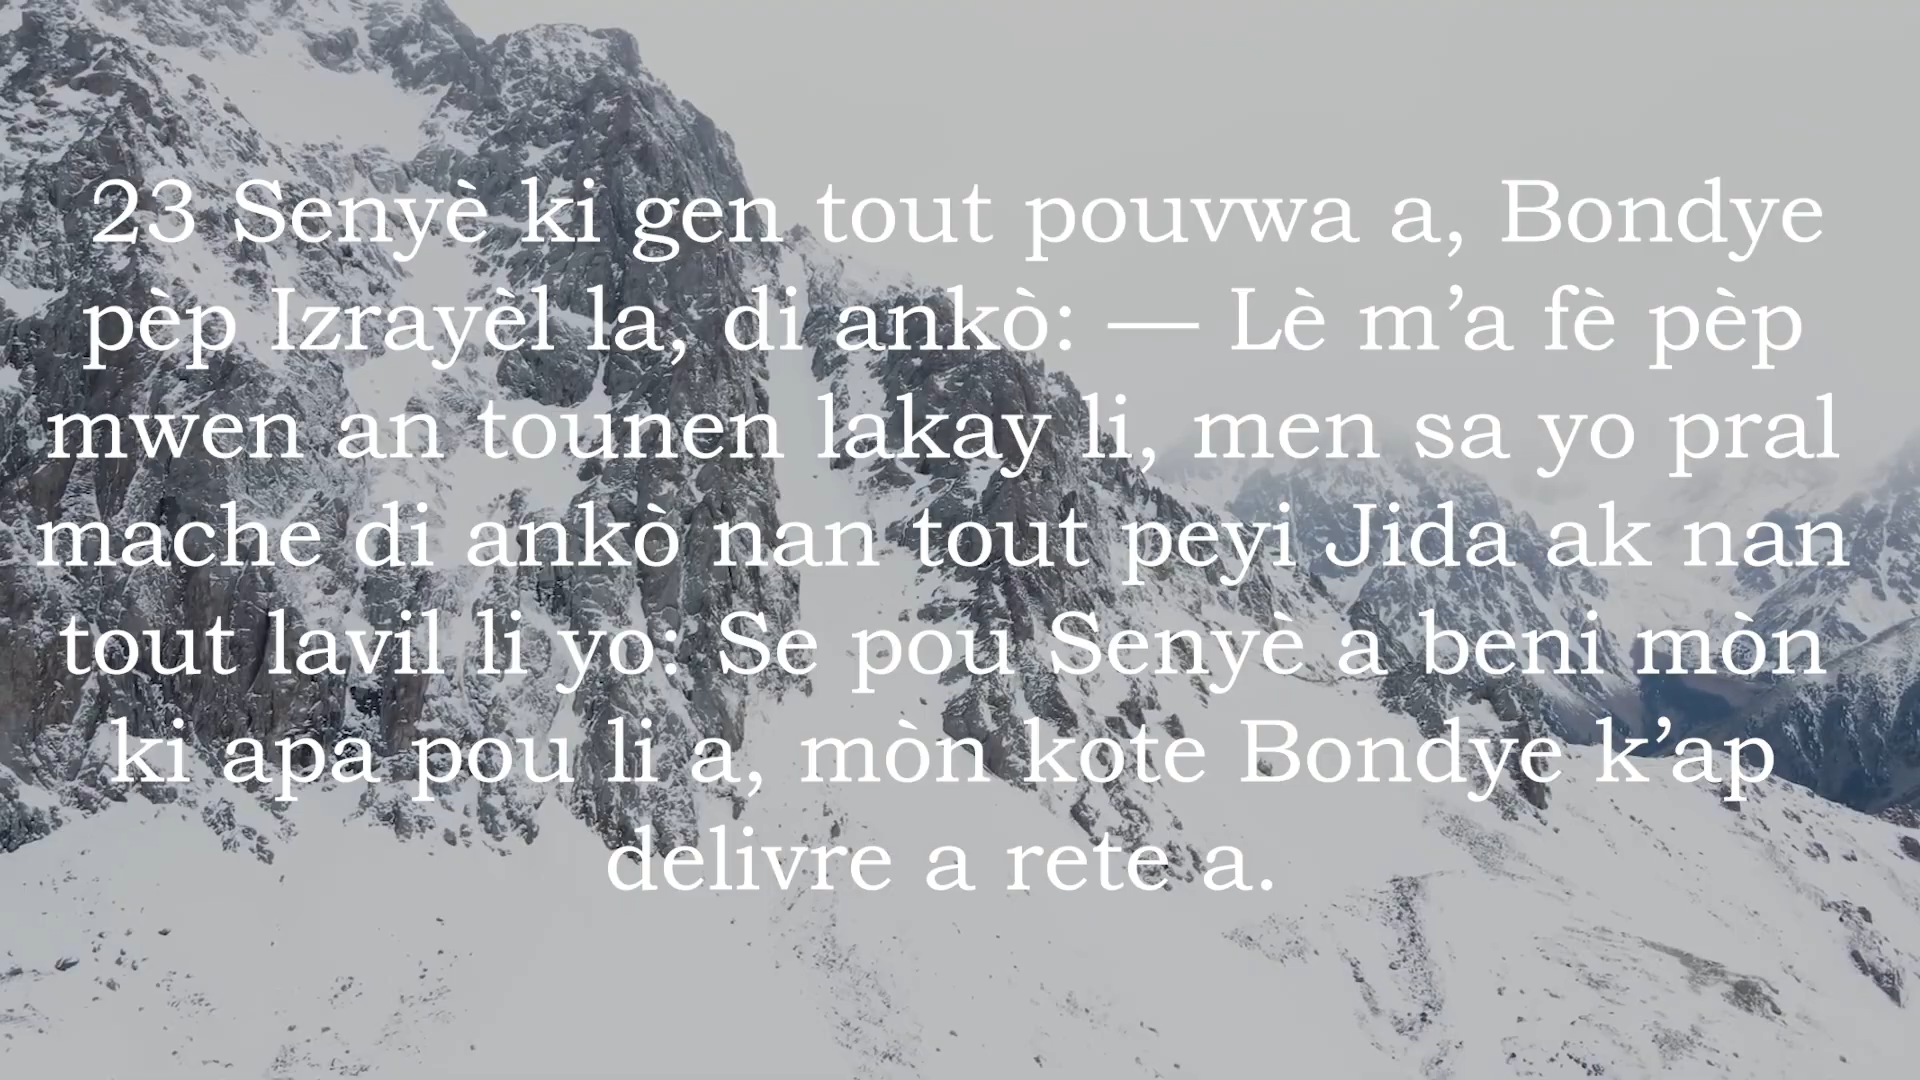 23 Senyè ki gen tout pouvwa a, Bondye
pèp Izrayèl la, di ankò: — Lè m’a fè pèp
mwen an tounen lakay li, men sa yo pral
mache di ankò nan tout peyi Jida ak nan
tout lavil li yo: Se pou Senyè a beni mòn
ki apa pou li a, mòn kote Bondye k’ap
delivre a rete a.